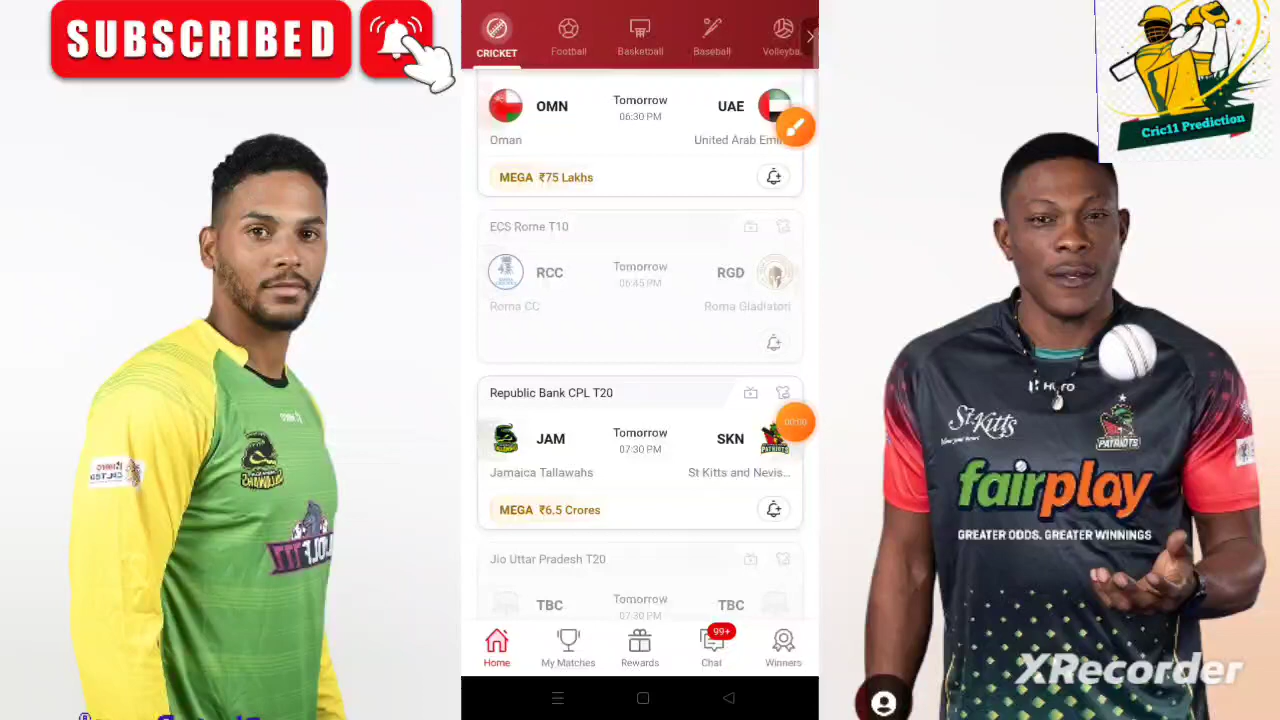 SUBSCRIBED
Cric11 Prediction
CRICKET
Football
Basketball
Baseball
Volleyba
OMN
Tomorrow
06:30 PM
UAE
Oman
United Arab Emi
MEGA ₹75 Lakhs
ECS Rome T10
RCC
Tomorrow
06:45 PM
RGD
Roma CC
Roma Gladiatori
Republic Bank CPL T20
JAM
Tomorrow
07:30 PM
SKN
00:00
Jamaica Tallawahs
St Kitts and Nevis...
MEGA ₹6.5 Crores
Jio Uttar Pradesh T20
TBC
Tomorrow
07:30 PM
TBC
99+
Home
My Matches
Rewards
Chat
Winners
Hero
St·Kitts
PATRIOTS
fairplay
GREATER ODDS. GREATER WINNINGS
XRecorder